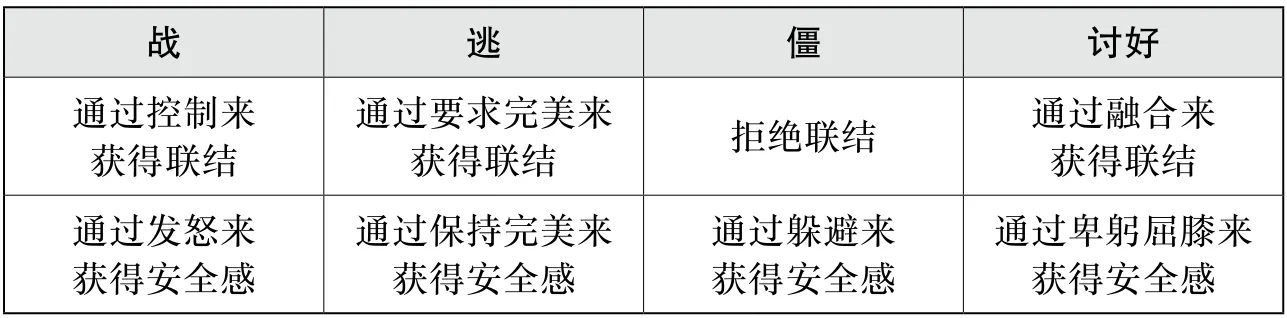 战 逃 僵 讨好
通过控制来
获得联结
通过要求完美来
获得联结
拒绝联结
通过融合来
获得联结
通过发怒来
获得安全感
通过保持完美来
获得安全感
通过躲避来
获得安全感
通过卑躬屈膝来
获得安全感